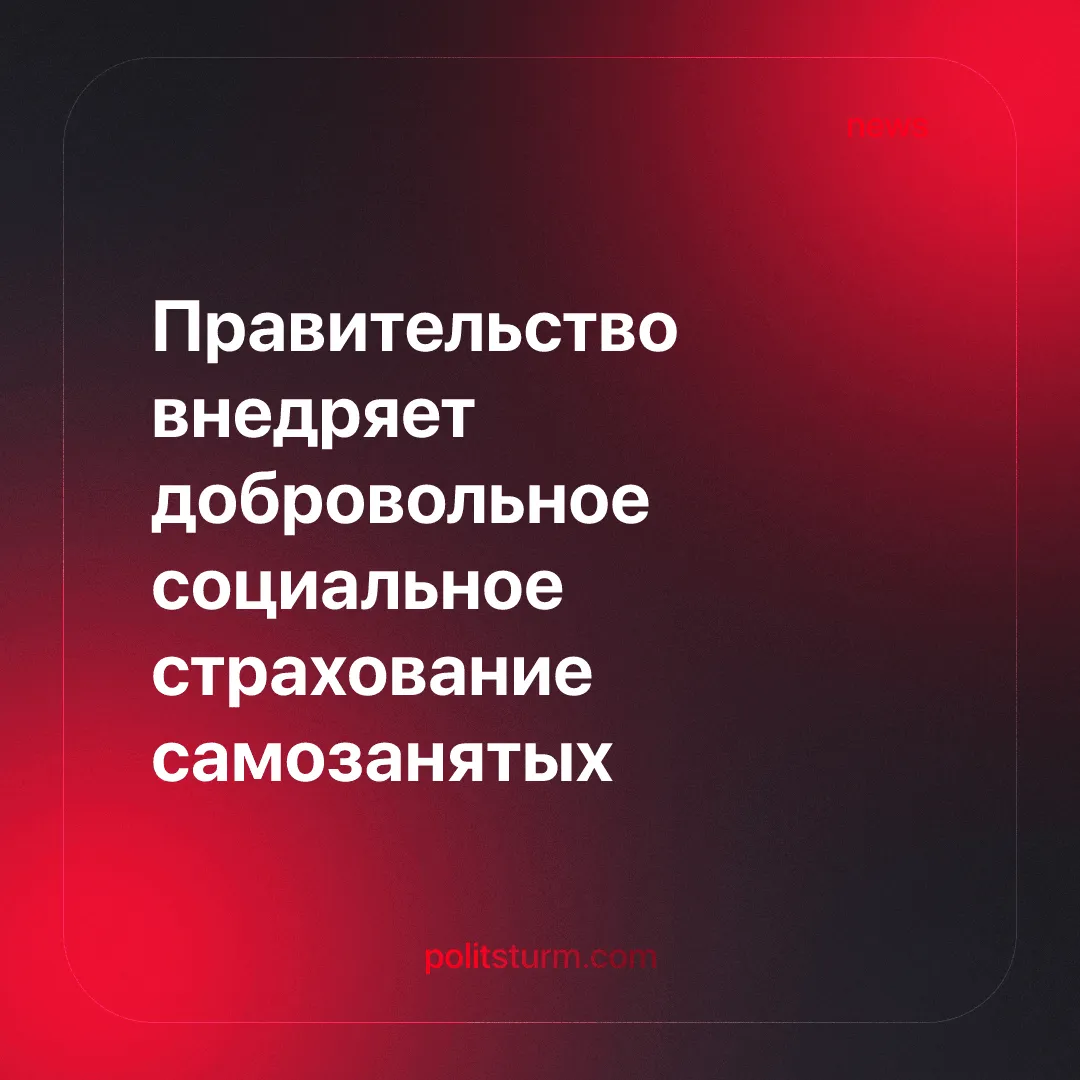 news
Правительство
внедряет
добровольное
социальное
страхование
самозанятых
politsturm.com